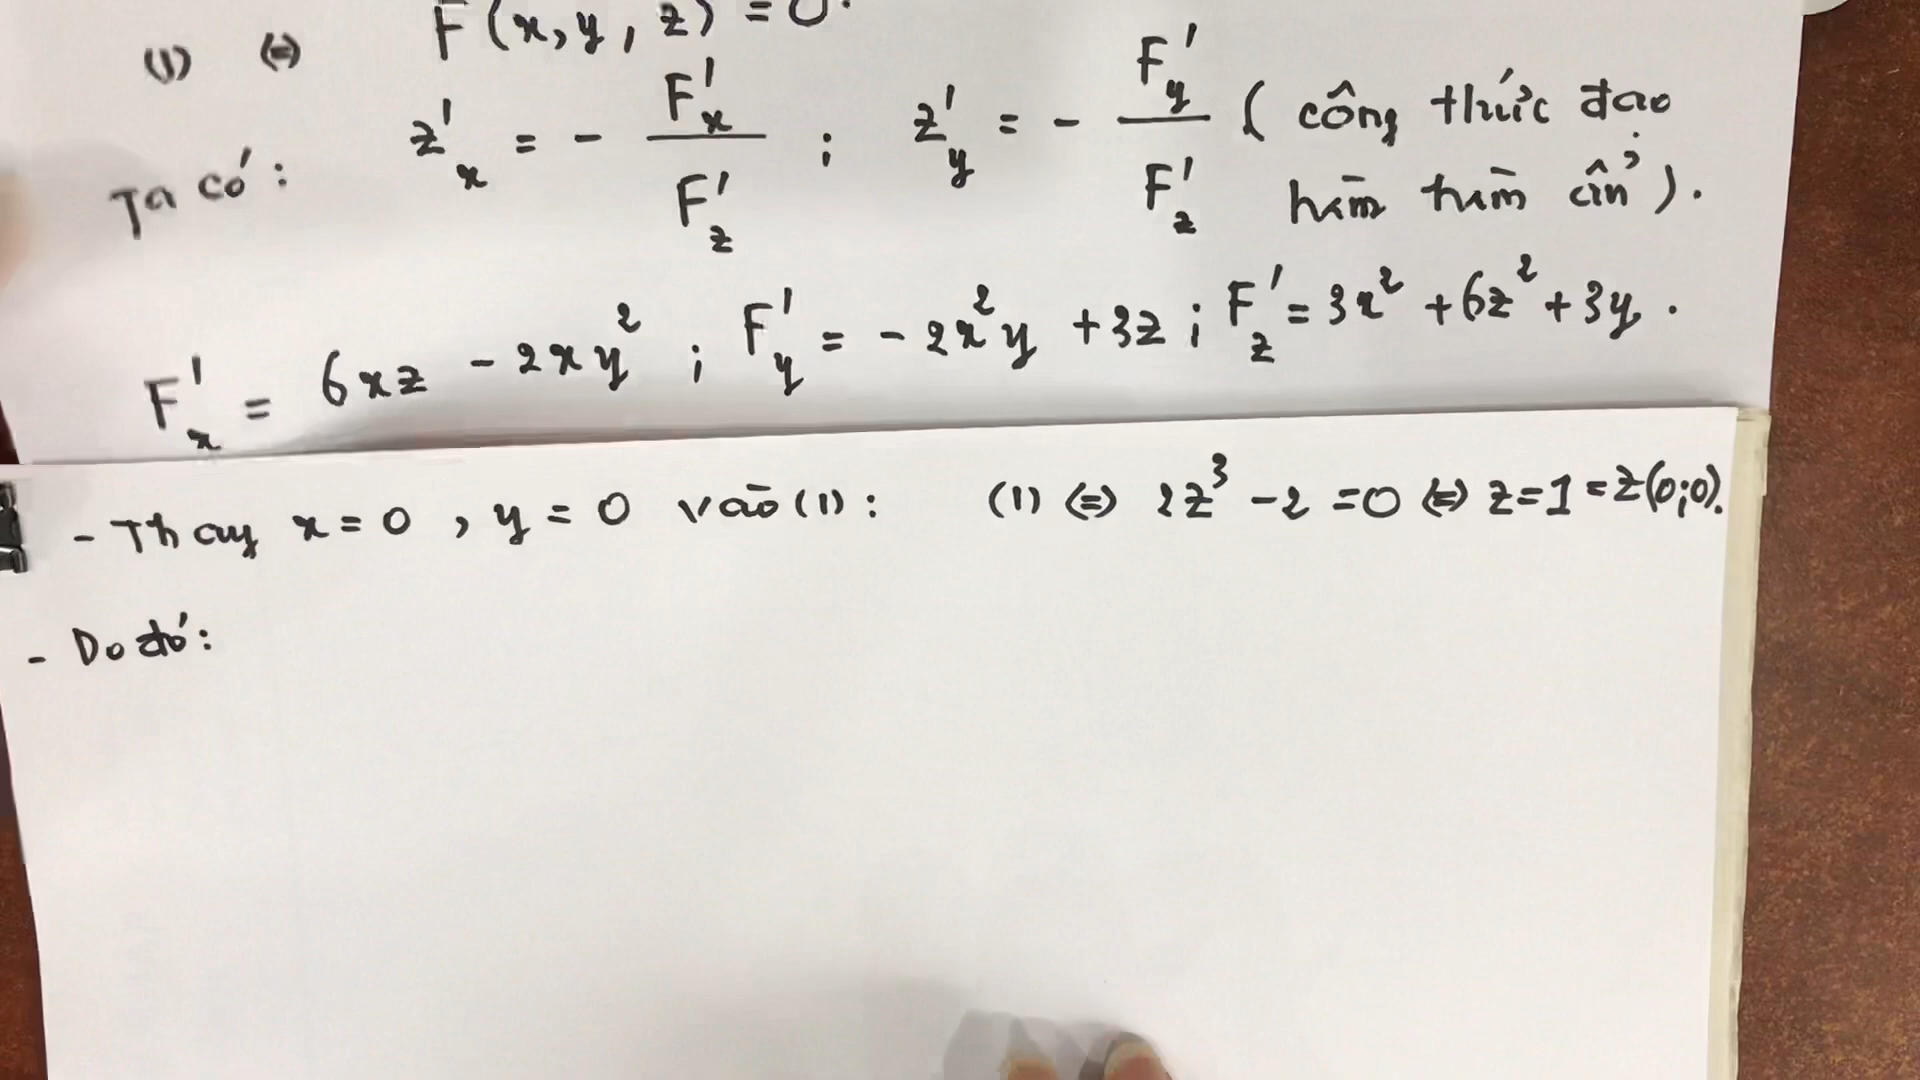 (1) ⇔ F(x, y, z) = 0.
Ta có: z'x = - F'x / F'z ; z'y = - F'y / F'z ( công thức đạo
hàm hàm ẩn ).
F'x = 6xz - 2xy² ; F'y = - 2x²y + 3z ; F'z = 3x² + 6z² + 3y .
- Thay x = 0 , y = 0 vào (1) : (1) ⇔ 2z³ - 2 = 0 ⇔ z = 1 = z(0;0).
- Do đó :